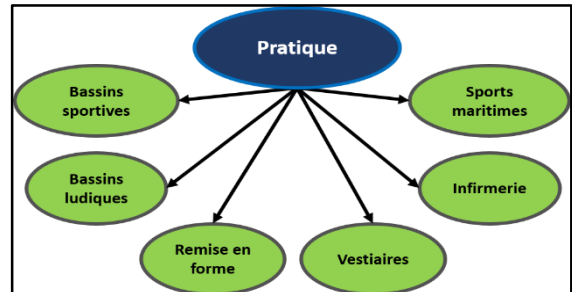 Pratique
Bassins
sportives
Sports
maritimes
Bassins
ludiques
Infirmerie
Remise en
forme
Vestiaires